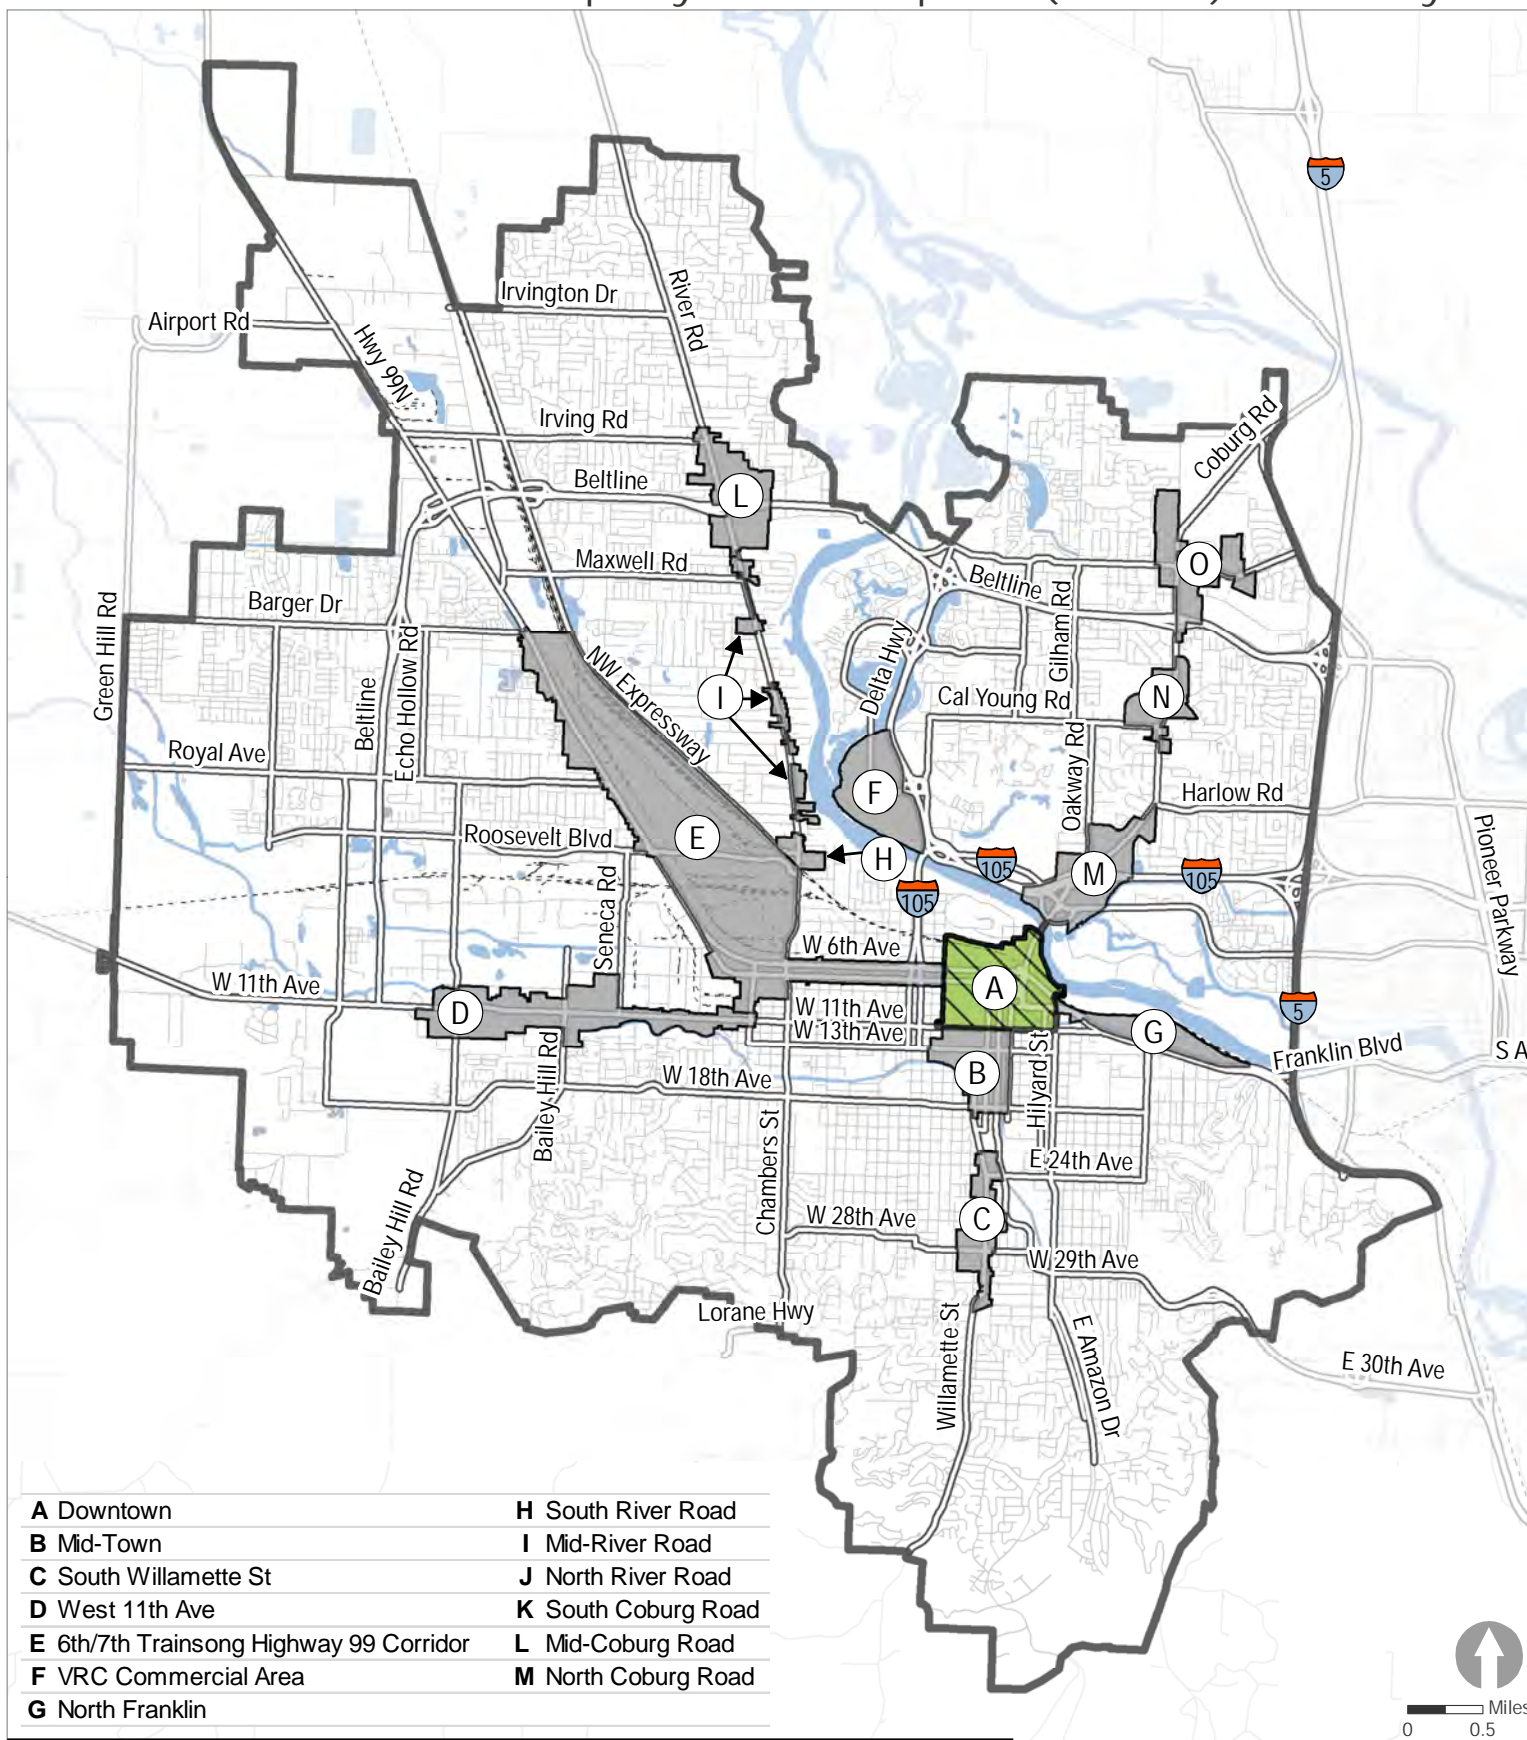 5
Irvington Dr
River Rd
Airport Rd
Hwy 99N
Irving Rd
Coburg Rd
Beltline
L
Maxwell Rd
O
Beltline
Barger Dr
Green Hill Rd
Echo Hollow Rd
Gilham Rd
Delta Hwy
NW Expressway
I
N
Cal Young Rd
Beltline
Royal Ave
Oakway Rd
F
Harlow Rd
E
Roosevelt Blvd
H
105
M
105
105
Pioneer Parkway
Seneca Rd
W 6th Ave
W 11th Ave
A
D
W 11th Ave
W 13th Ave
5
G
Franklin Blvd
S A
Bailey Hill Rd
B
Hilyard St
W 18th Ave
E 24th Ave
Chambers St
Bailey Hill Rd
W 28th Ave
C
W 29th Ave
Lorane Hwy
Willamette St
E Amazon Dr
E 30th Ave
A Downtown
B Mid-Town
C South Willamette St
D West 11th Ave
E 6th/7th Trainsong Highway 99 Corridor
F VRC Commercial Area
G North Franklin
H South River Road
I Mid-River Road
J North River Road
K South Coburg Road
L Mid-Coburg Road
M North Coburg Road
Miles
0 0.5